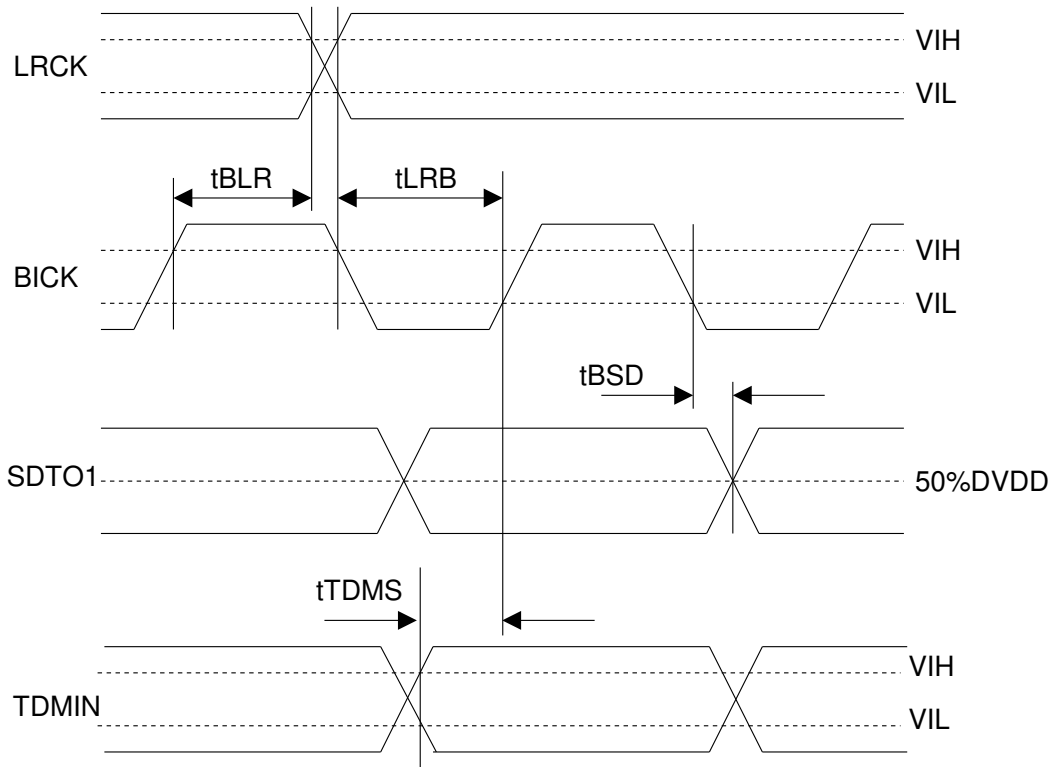 LRCK
VIH
VIL
tBLR
tLRB
BICK
VIH
VIL
tBSD
SDTO1
50%DVDD
tTDMS
TDMIN
VIH
VIL